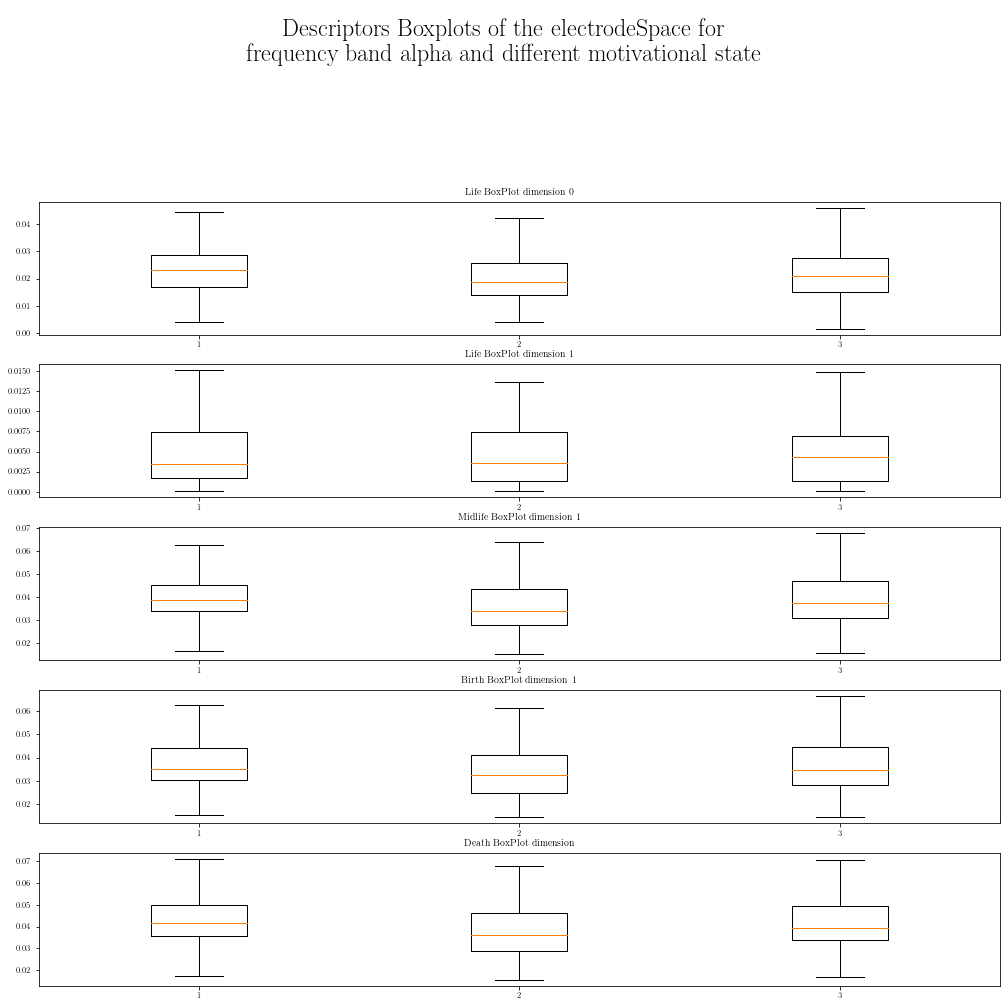 Descriptors Boxplots of the electrodeSpace for
frequency band alpha and different motivational state
Life BoxPlot dimension 0
0.04
0.03
0.02
0.01
0.00
1 2 3
Life BoxPlot dimension 1
0.0150
0.0125
0.0100
0.0075
0.0050
0.0025
0.0000
1 2 3
Midlife BoxPlot dimension 1
0.07
0.06
0.05
0.04
0.03
0.02
1 2 3
Birth BoxPlot dimension 1
0.06
0.05
0.04
0.03
0.02
1 2 3
Death BoxPlot dimension
0.07
0.06
0.05
0.04
0.03
0.02
1 2 3